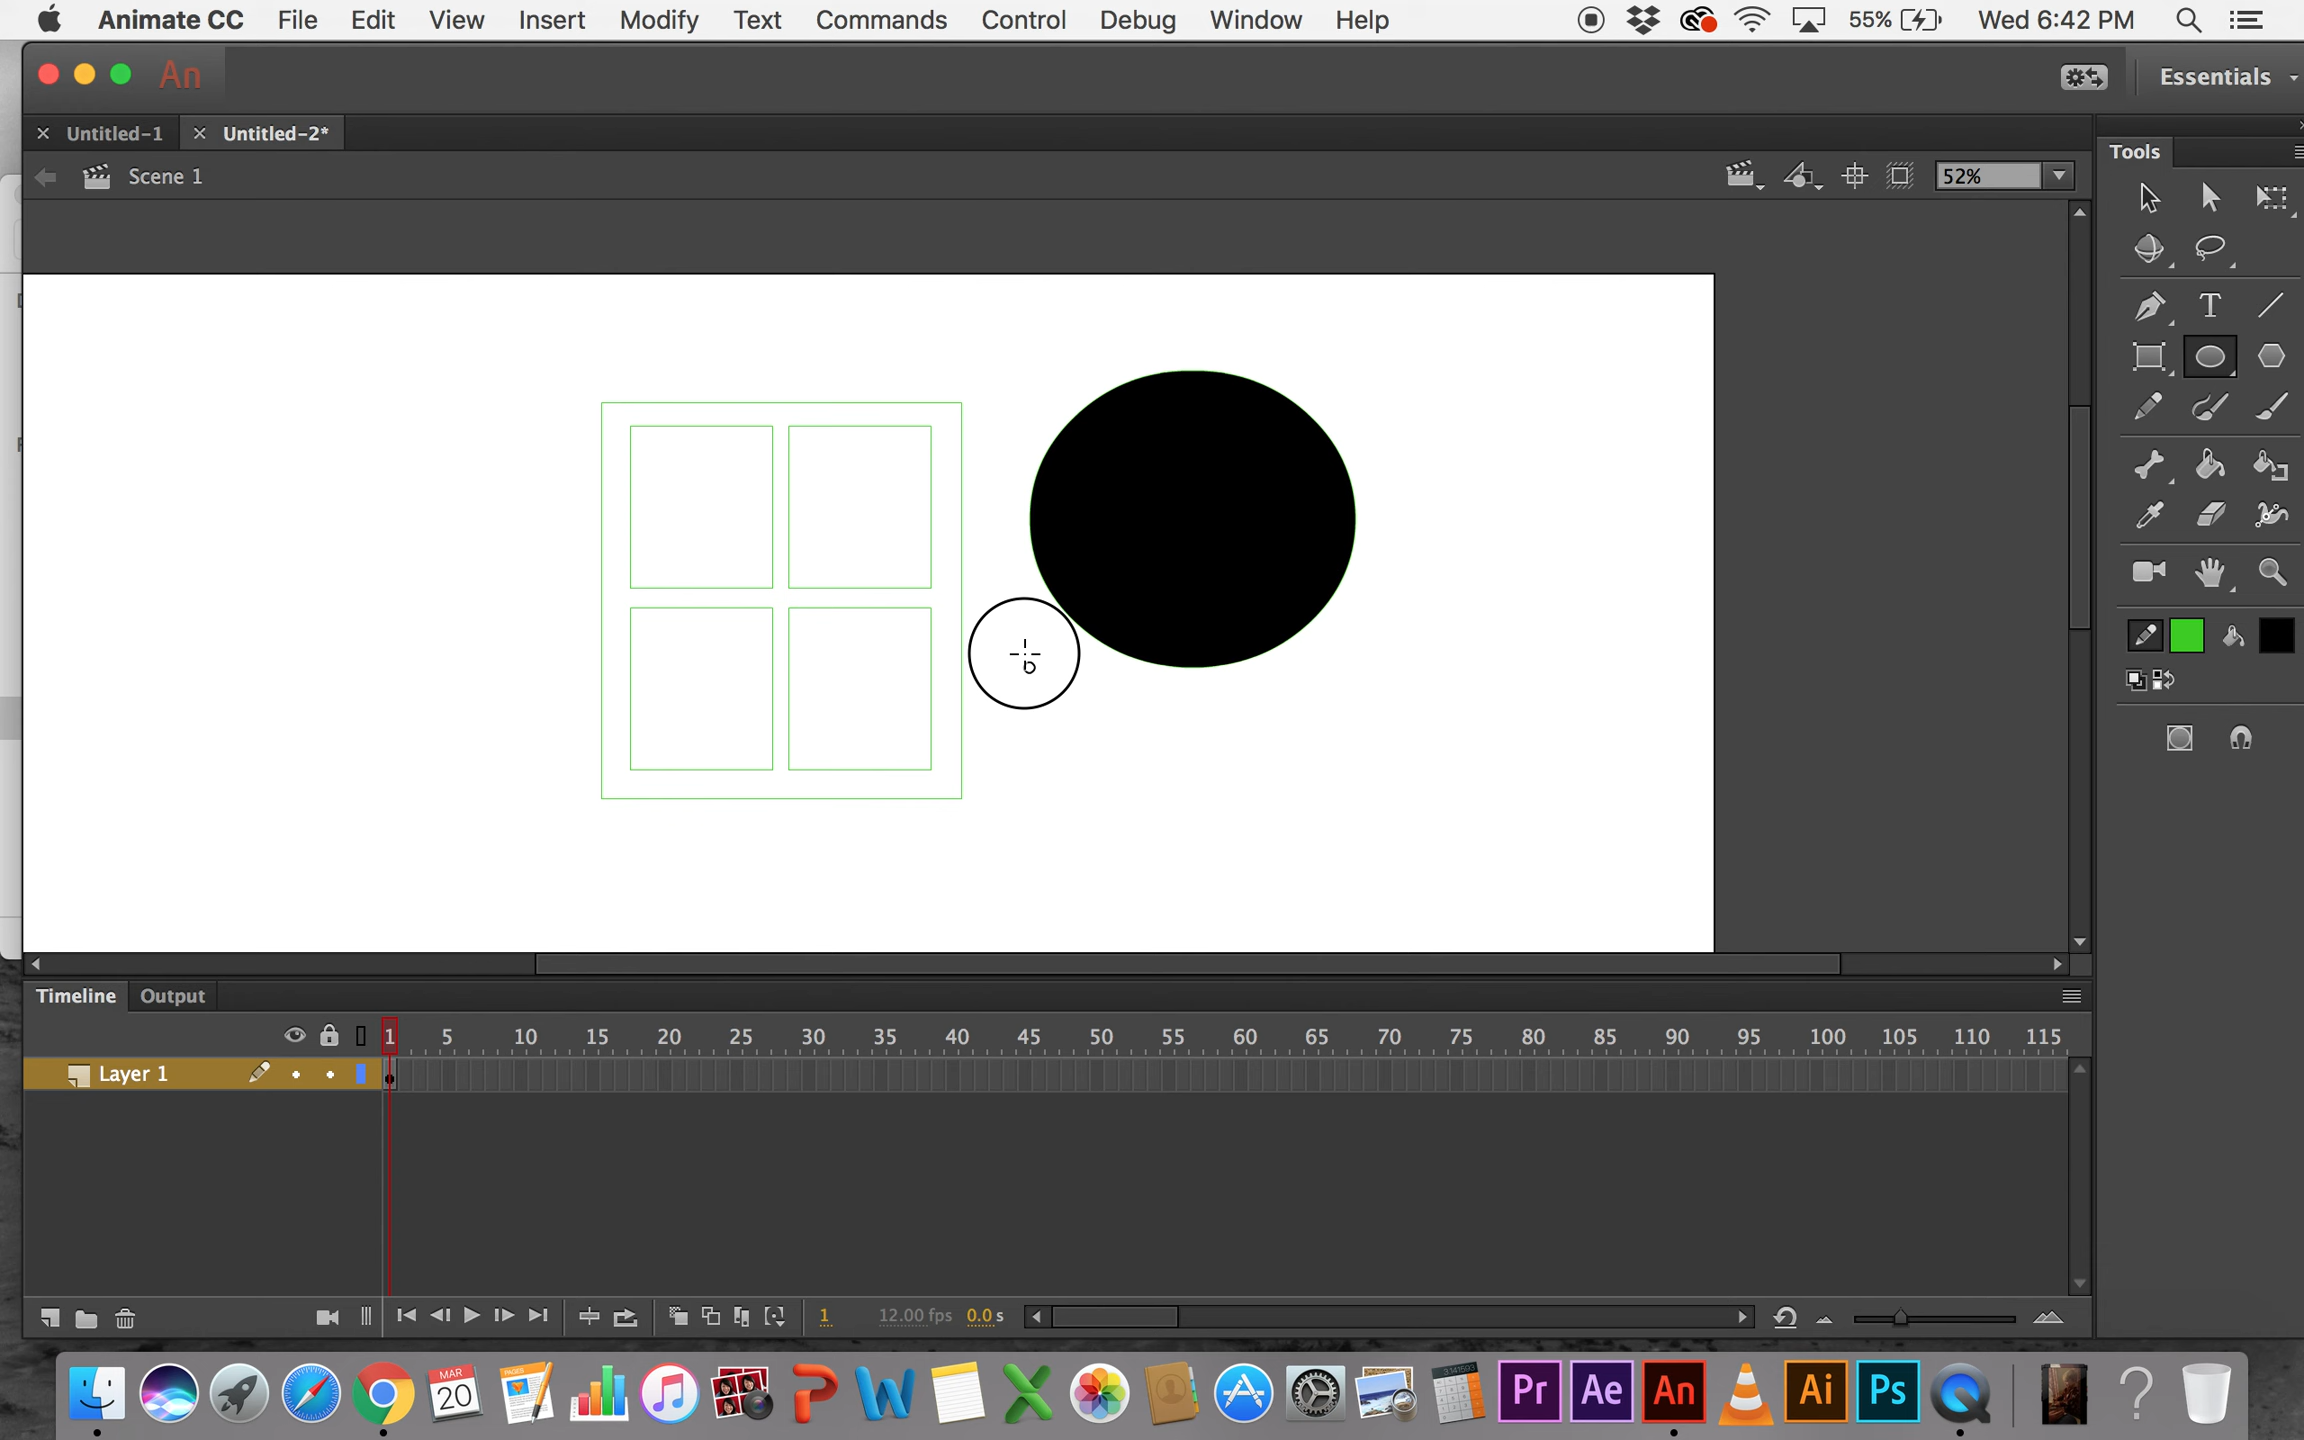 Animate CC File Edit View Insert Modify Text Commands Control Debug Window Help 55% Wed 6:42 PM
An Essentials
Untitled-1 Untitled-2*
Tools
Scene 1 52%
T
Timeline Output
1 5 10 15 20 25 30 35 40 45 50 55 60 65 70 75 80 85 90 95 100 105 110 115
Layer 1
1 12.00 fps 0.0 s
MAR
20
PAGES
3.141593
Pr Ae An Ai Ps ?